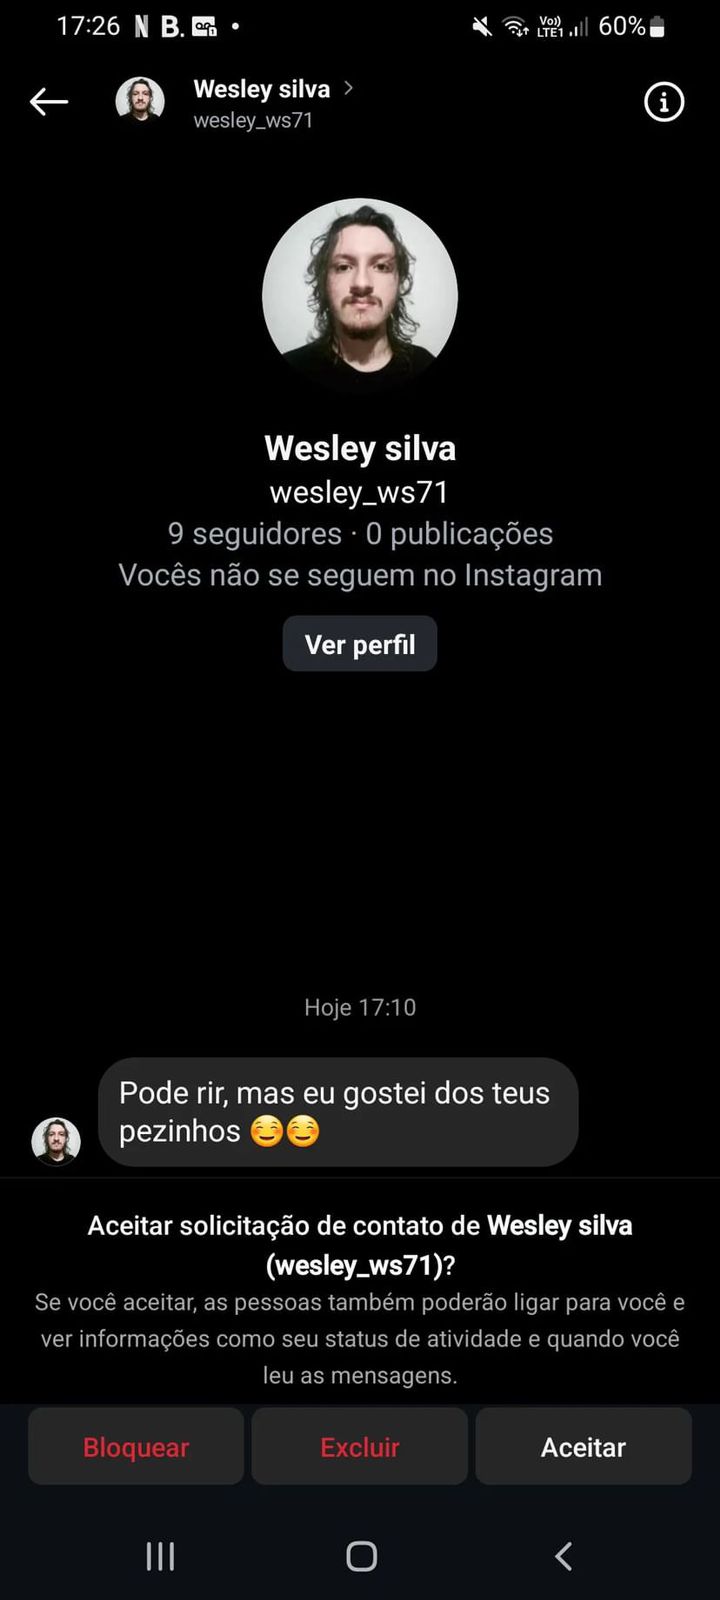 17:26 N B.
Vo)) LTE1 60%
Wesley silva
wesley_ws71
Wesley silva
wesley_ws71
9 seguidores · 0 publicações
Vocês não se seguem no Instagram
Ver perfil
Hoje 17:10
Pode rir, mas eu gostei dos teus
pezinhos ☺️☺️
Aceitar solicitação de contato de Wesley silva
(wesley_ws71)?
Se você aceitar, as pessoas também poderão ligar para você e
ver informações como seu status de atividade e quando você
leu as mensagens.
Bloquear
Excluir
Aceitar